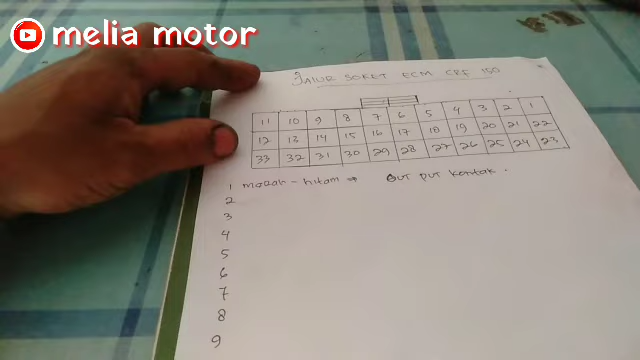 melia motor
JALUR SOKET ECM CRF 150
11 10 9 8 7 6 5 4 3 2 1
12 13 14 15 16 17 18 19 20 21 22
33 32 31 30 29 28 27 26 25 24 23
1 merah - hitam ⇒ OUT PUT kontak.
2
3
4
5
6
7
8
9